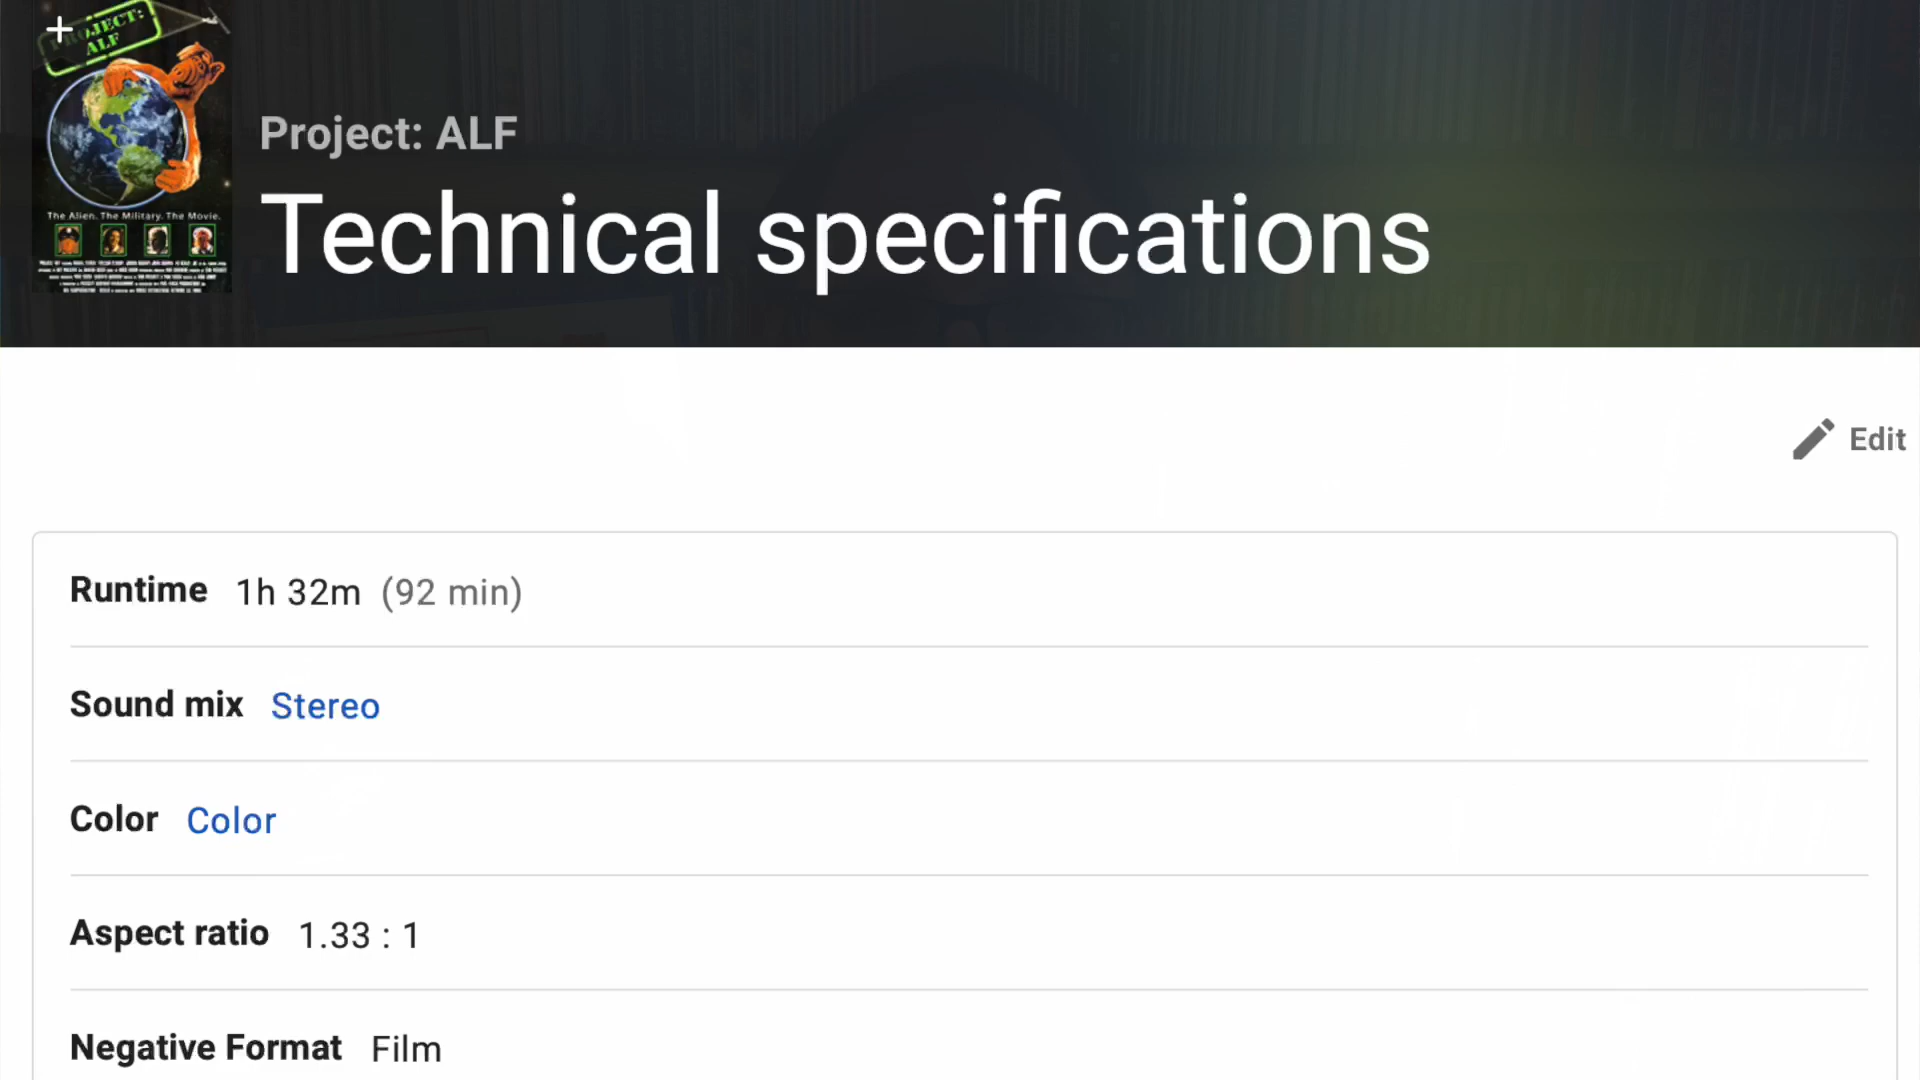 PROJECT:
ALF
The Alien. The Military. The Movie.
Project: ALF
Technical specifications
Edit
Runtime 1h 32m (92 min)
Sound mix Stereo
Color Color
Aspect ratio 1.33 : 1
Negative Format Film